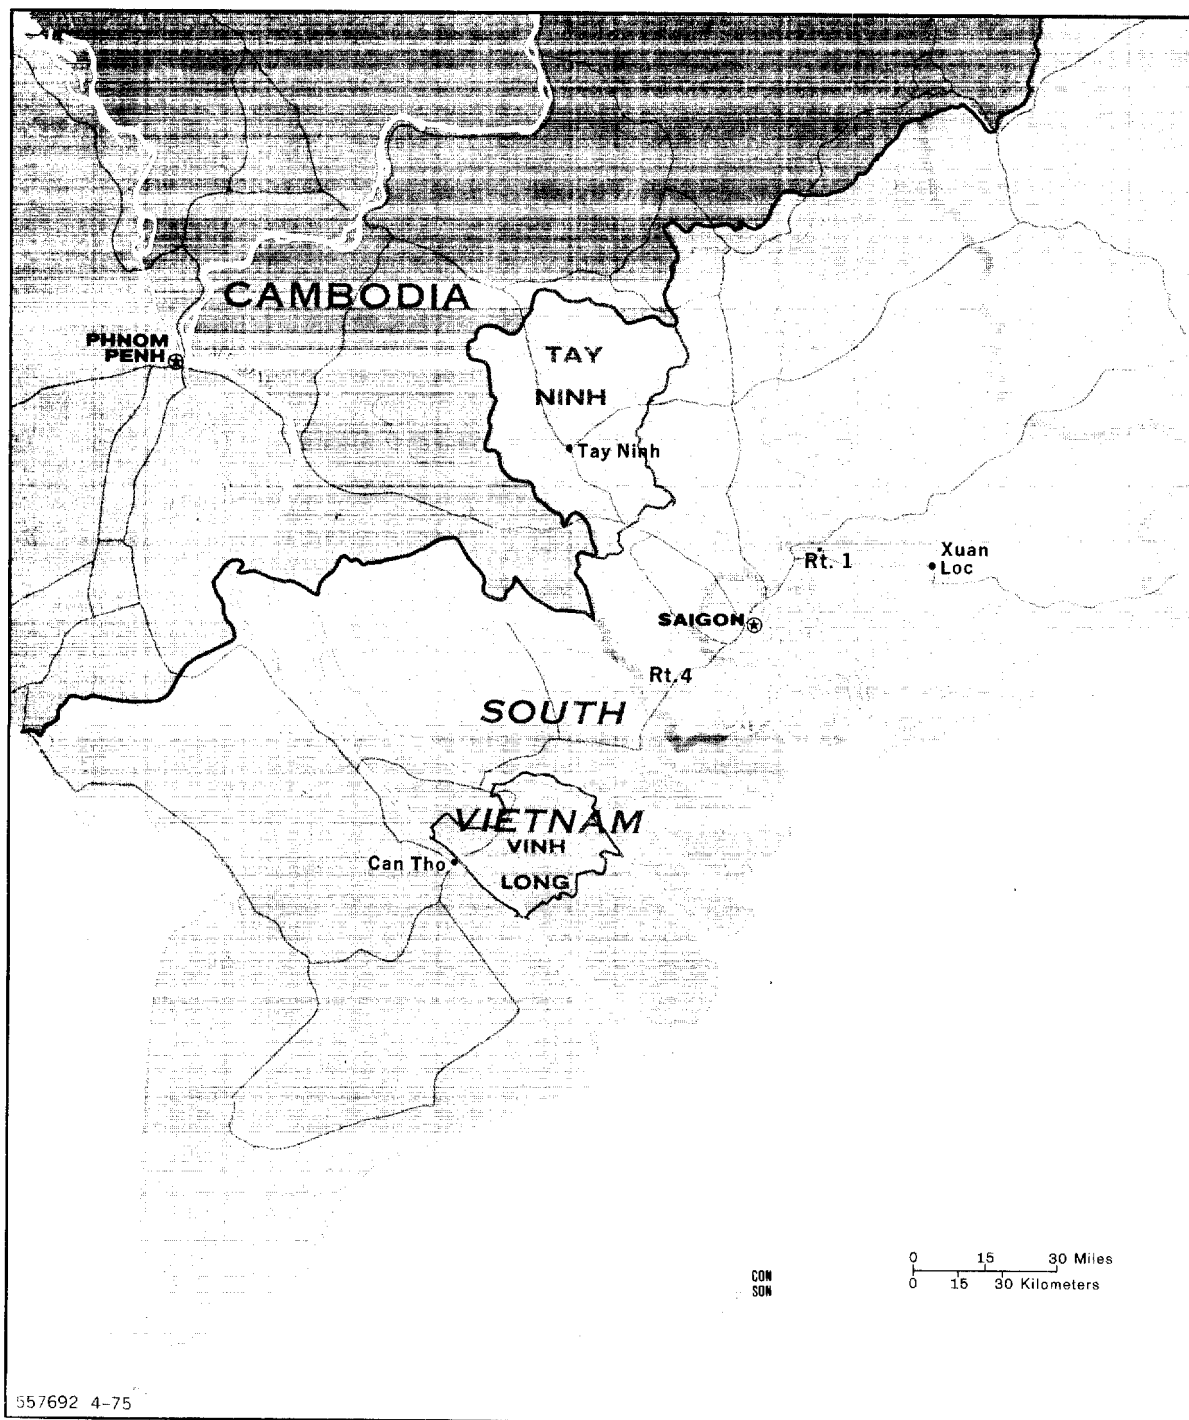 CAMBODIA
PHNOM
PENH
TAY
NINH
Tay Ninh
Xuan
Loc
Rt. 1
SAIGON
Rt.4
SOUTH
VIETNAM
VINH
LONG
Can Tho
CON
SON
0 15 30 Miles
0 15 30 Kilometers
557692 4-75